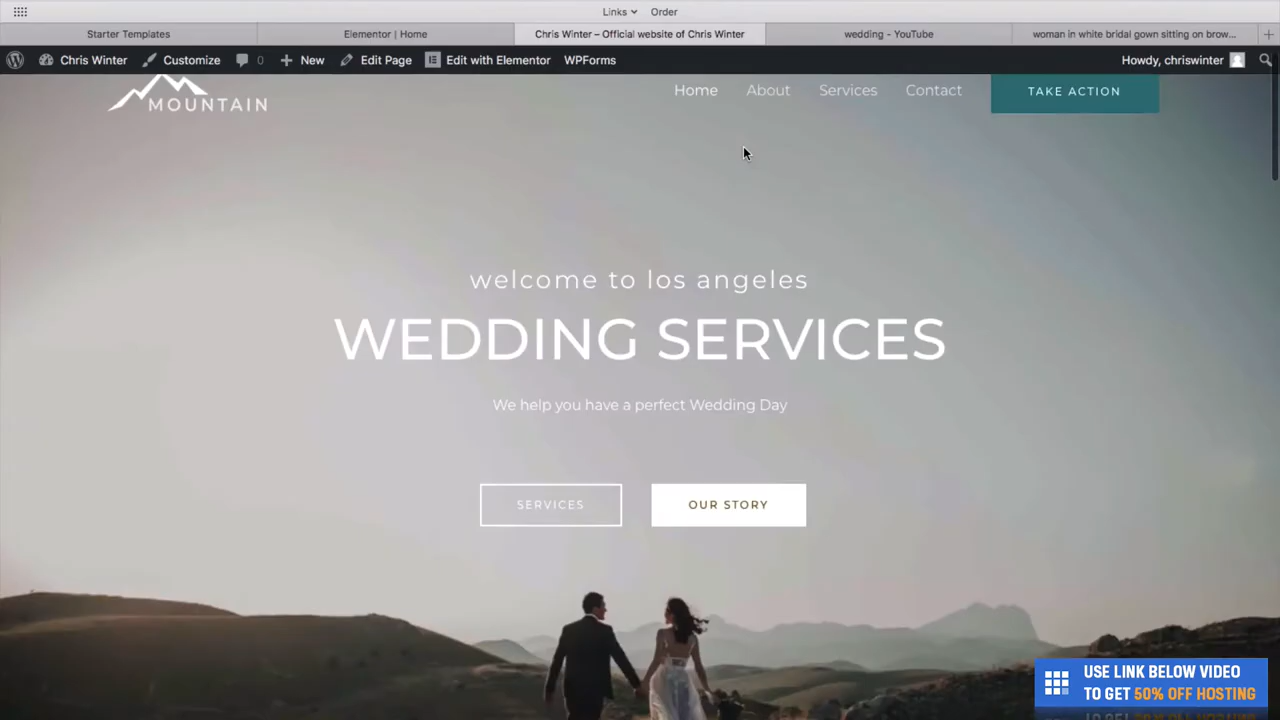 Links
Order
Starter Templates
Elementor | Home
Chris Winter – Official website of Chris Winter
wedding - YouTube
woman in white bridal gown sitting on brow...
Chris Winter
Customize
0
New
Edit Page
Edit with Elementor
WPForms
Howdy, chriswinter
MOUNTAIN
Home
About
Services
Contact
TAKE ACTION
welcome to los angeles
WEDDING SERVICES
We help you have a perfect Wedding Day
SERVICES
OUR STORY
USE LINK BELOW VIDEO
TO GET 50% OFF HOSTING